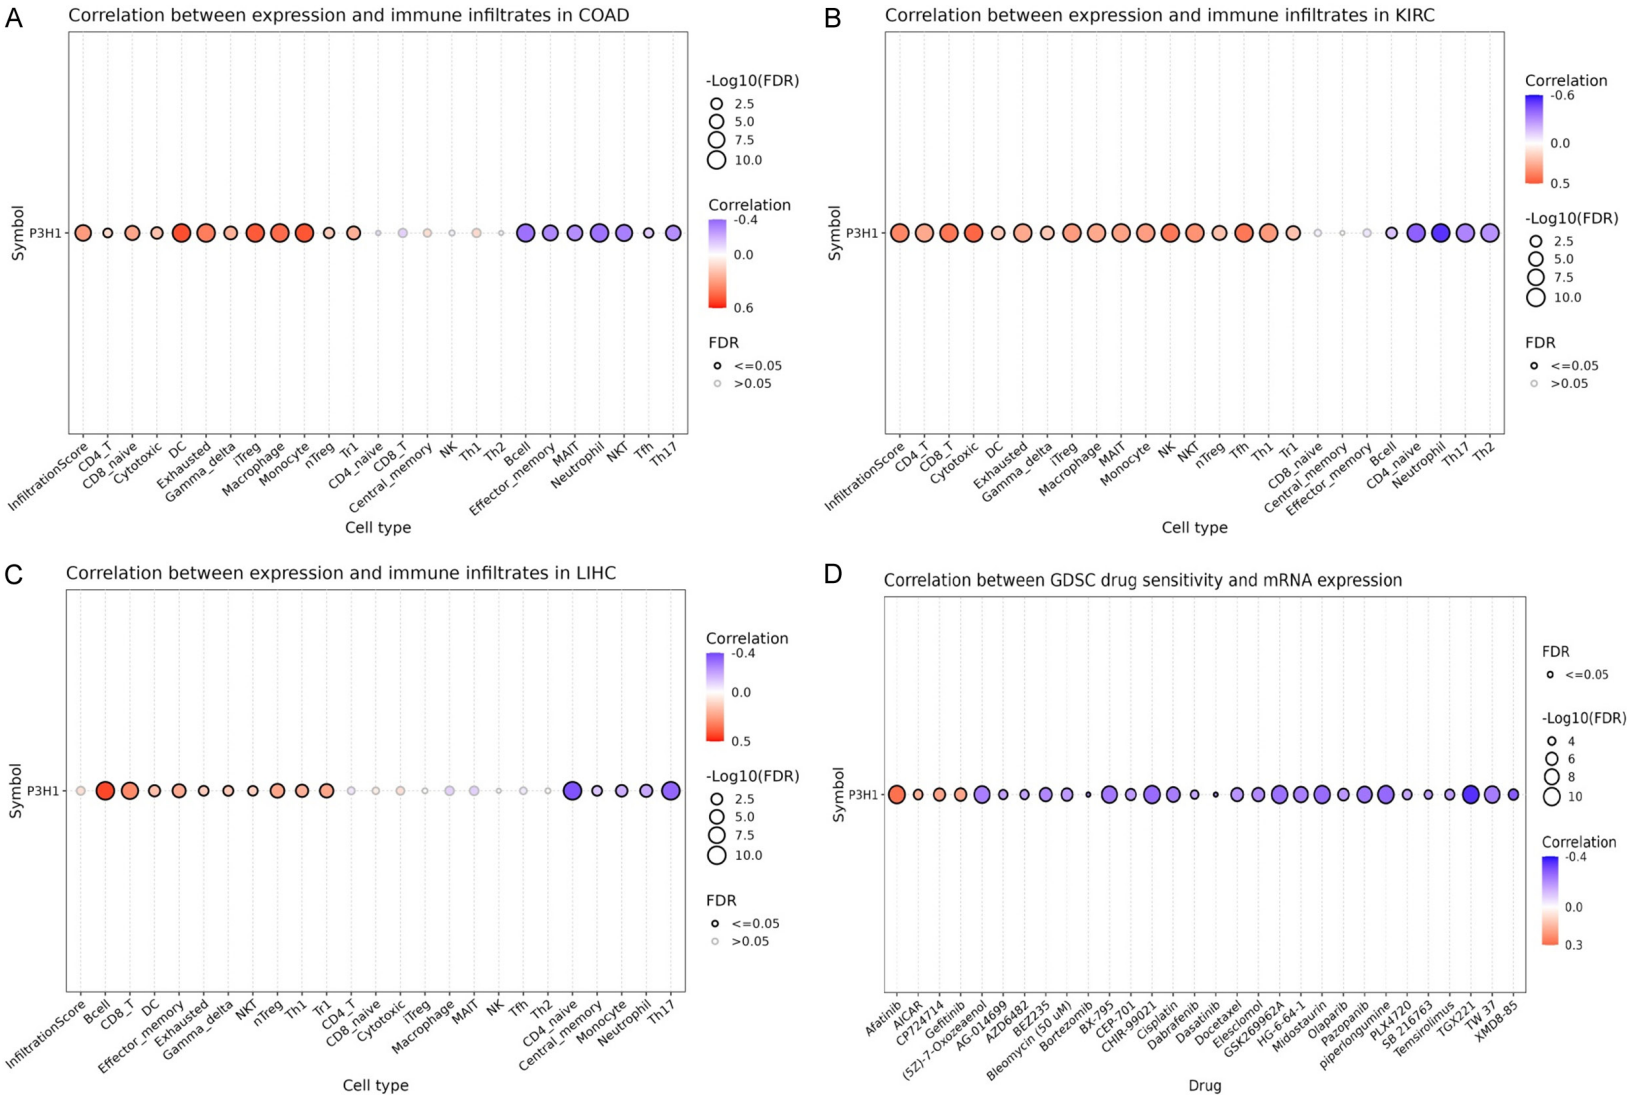 A
Correlation between expression and immune infiltrates in COAD
Symbol
P3H1
InfiltrationScore
CD4_T
CD8_naive
Cytotoxic
DC
Exhausted
Gamma_delta
iTreg
Macrophage
Monocyte
nTreg
Tr1
CD4_naive
CD8_T
Central_memory
NK
Th1
Th2
Bcell
Effector_memory
MAIT
Neutrophil
NKT
Tfh
Th17
Cell type
-Log10(FDR)
2.5
5.0
7.5
10.0
Correlation
-0.4
0.0
0.6
FDR
<=0.05
>0.05
B
Correlation between expression and immune infiltrates in KIRC
Symbol
P3H1
InfiltrationScore
CD4_T
CD8_T
Cytotoxic
DC
Exhausted
Gamma_delta
iTreg
Macrophage
MAIT
Monocyte
NK
NKT
nTreg
Tfh
Th1
Tr1
CD8_naive
Central_memory
Effector_memory
Bcell
CD4_naive
Neutrophil
Th17
Th2
Cell type
Correlation
-0.6
0.0
0.5
-Log10(FDR)
2.5
5.0
7.5
10.0
FDR
<=0.05
>0.05
C
Correlation between expression and immune infiltrates in LIHC
Symbol
P3H1
InfiltrationScore
Bcell
CD8_T
DC
Effector_memory
Exhausted
Gamma_delta
NKT
nTreg
Th1
Tr1
CD4_T
CD8_naive
Cytotoxic
iTreg
Macrophage
MAIT
NK
Tfh
Th2
CD4_naive
Central_memory
Monocyte
Neutrophil
Th17
Cell type
Correlation
-0.4
0.0
0.5
-Log10(FDR)
2.5
5.0
7.5
10.0
FDR
<=0.05
>0.05
D
Correlation between GDSC drug sensitivity and mRNA expression
Symbol
P3H1
Afatinib
AICAR
CP724714
Gefitinib
(5Z)-7-Oxozeaenol
AG-014699
AZD6482
BEZ235
Bleomycin (50 uM)
Bortezomib
BX-795
CEP-701
CHIR-99021
Cisplatin
Dabrafenib
Dasatinib
Docetaxel
Elesclomol
GSK269962A
HG-6-64-1
Midostaurin
Olaparib
Pazopanib
piperlongumine
PLX4720
SB 216763
Temsirolimus
TGX221
TW 37
XMD8-85
Drug
FDR
<=0.05
-Log10(FDR)
4
6
8
10
Correlation
-0.4
0.0
0.3